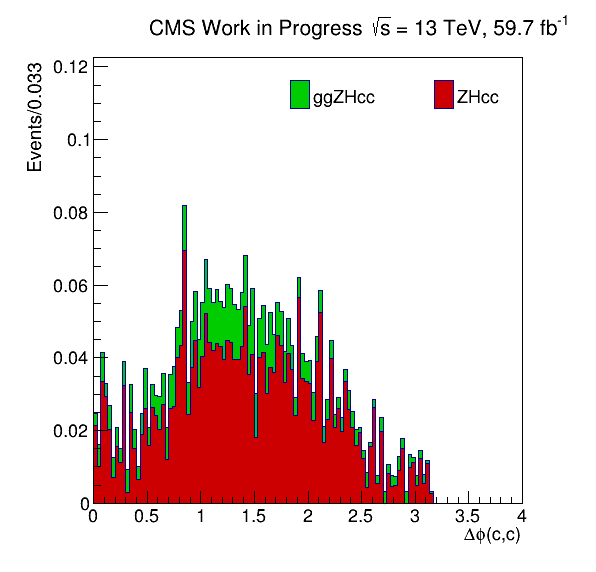 CMS Work in Progress √s = 13 TeV, 59.7 fb⁻¹
Events/0.033
0.12
0.1
0.08
0.06
0.04
0.02
0
ggZHcc ZHcc
0 0.5 1 1.5 2 2.5 3 3.5 4
Δϕ(c,c)